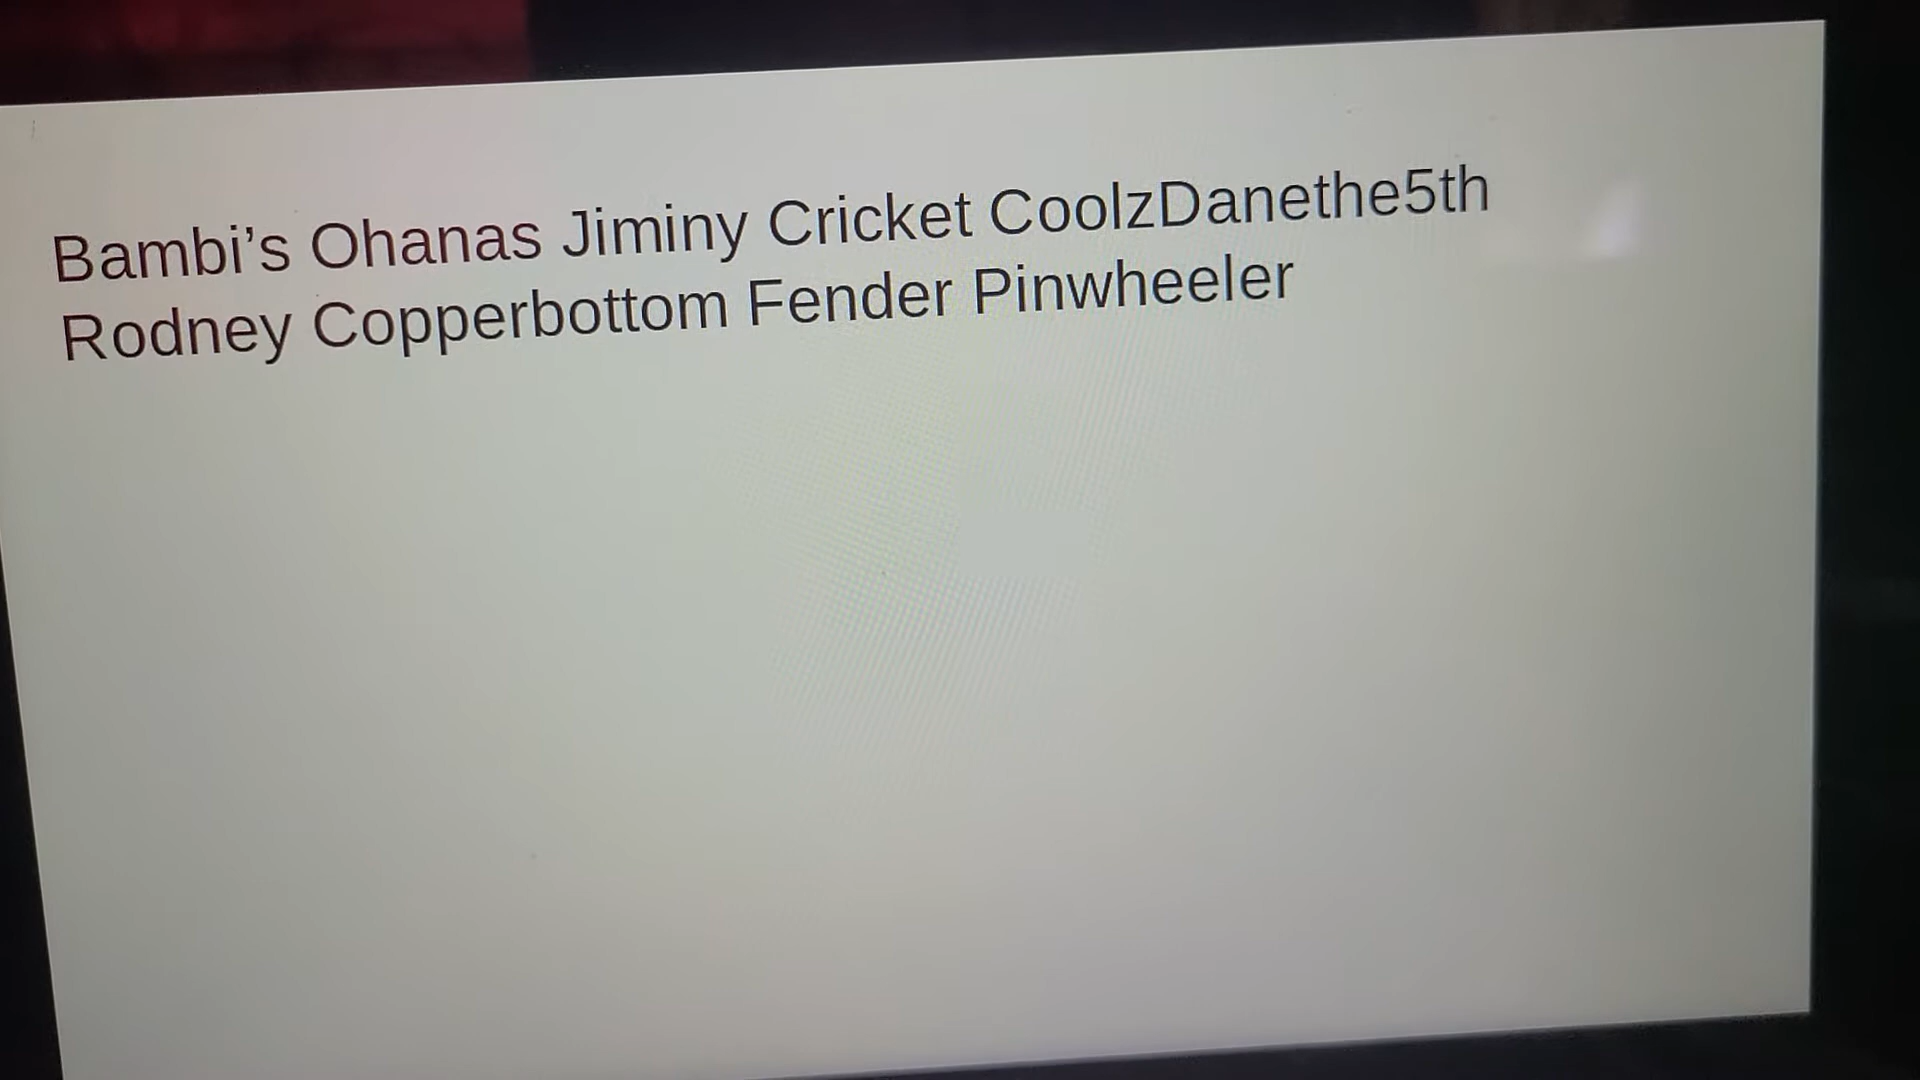 Bambi’s Ohanas Jiminy Cricket CoolzDanethe5th
Rodney Copperbottom Fender Pinwheeler